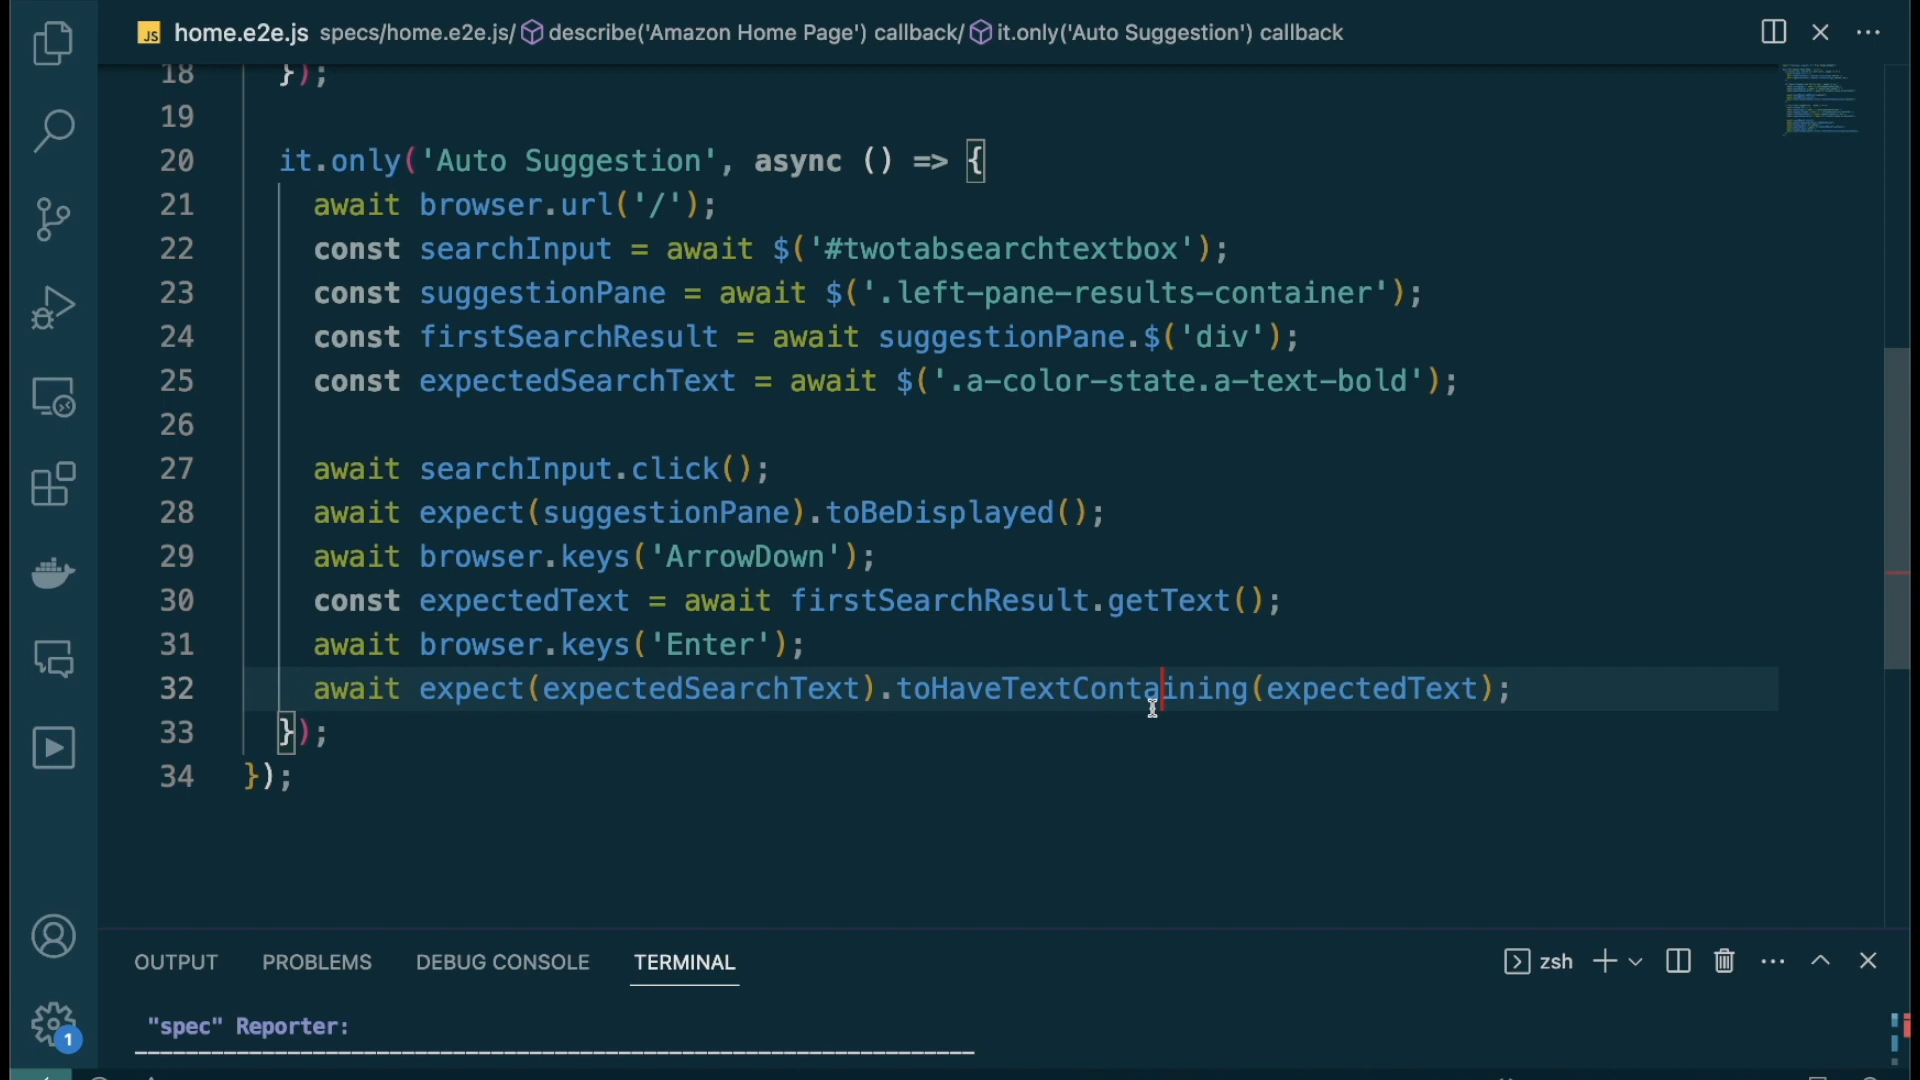 JS home.e2e.js specs/home.e2e.js/ describe('Amazon Home Page') callback/ it.only('Auto Suggestion') callback
18 });
19
20 it.only('Auto Suggestion', async () => {
21 await browser.url('/');
22 const searchInput = await $('#twotabsearchtextbox');
23 const suggestionPane = await $('.left-pane-results-container');
24 const firstSearchResult = await suggestionPane.$('div');
25 const expectedSearchText = await $('.a-color-state.a-text-bold');
26
27 await searchInput.click();
28 await expect(suggestionPane).toBeDisplayed();
29 await browser.keys('ArrowDown');
30 const expectedText = await firstSearchResult.getText();
31 await browser.keys('Enter');
32 await expect(expectedSearchText).toHaveTextContaining(expectedText);
33 });
34 });
OUTPUT PROBLEMS DEBUG CONSOLE TERMINAL zsh
1
"spec" Reporter: